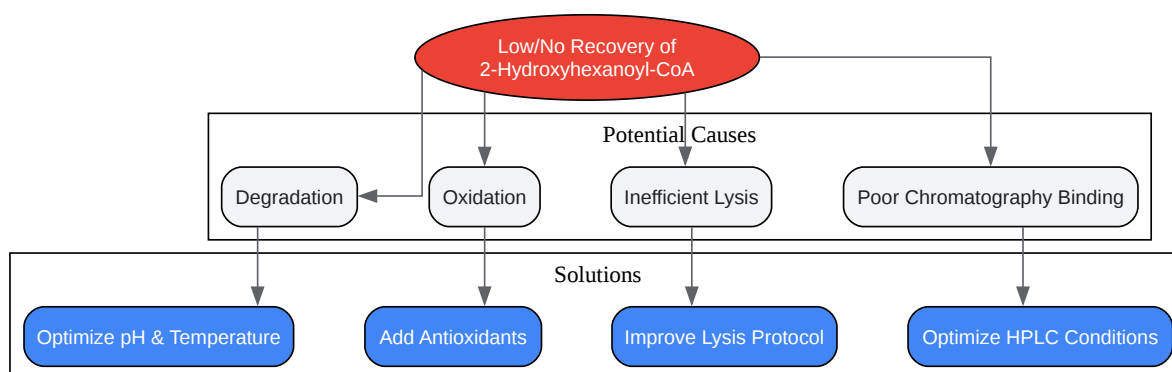 Low/No Recovery of
2-Hydroxyhexanoyl-CoA
Potential Causes
Degradation
Oxidation
Inefficient Lysis
Poor Chromatography Binding
Solutions
Optimize pH & Temperature
Add Antioxidants
Improve Lysis Protocol
Optimize HPLC Conditions